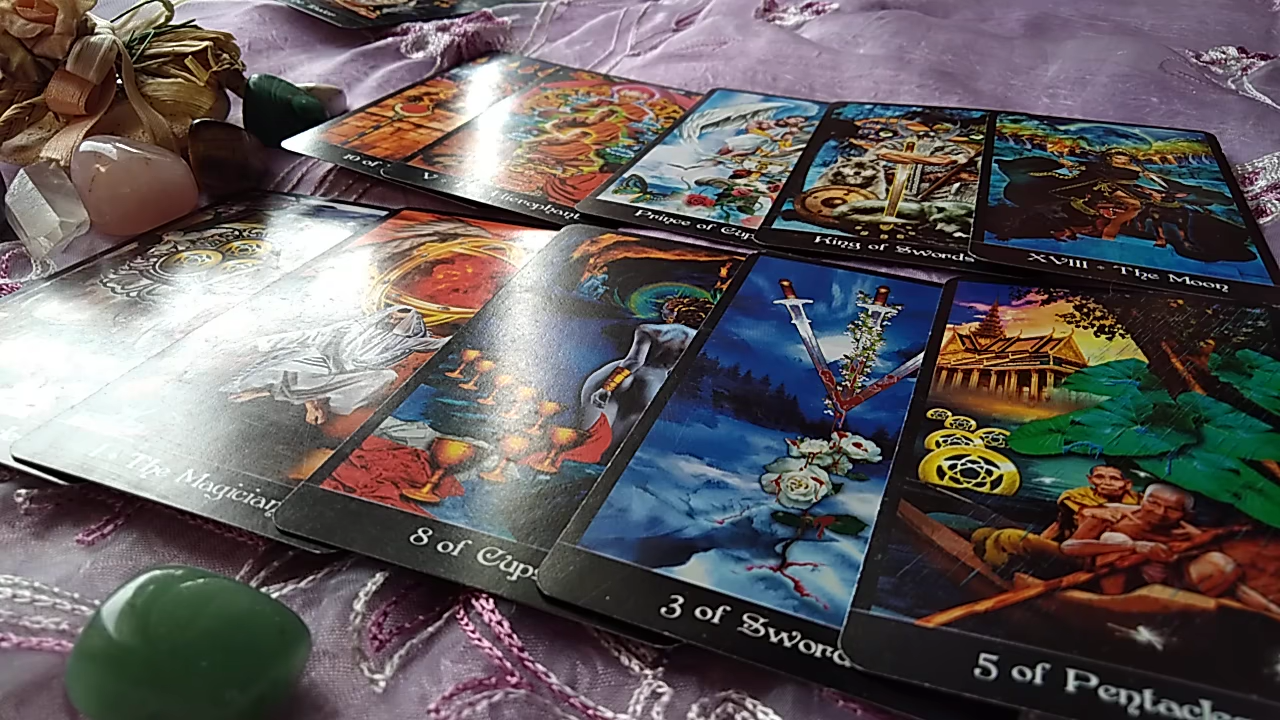 10 of
V Hierophant
Prince of Cup
King of Swords
XVIII • The Moon
I The Magician
8 of Cups
3 of Sword
5 of Pentacle